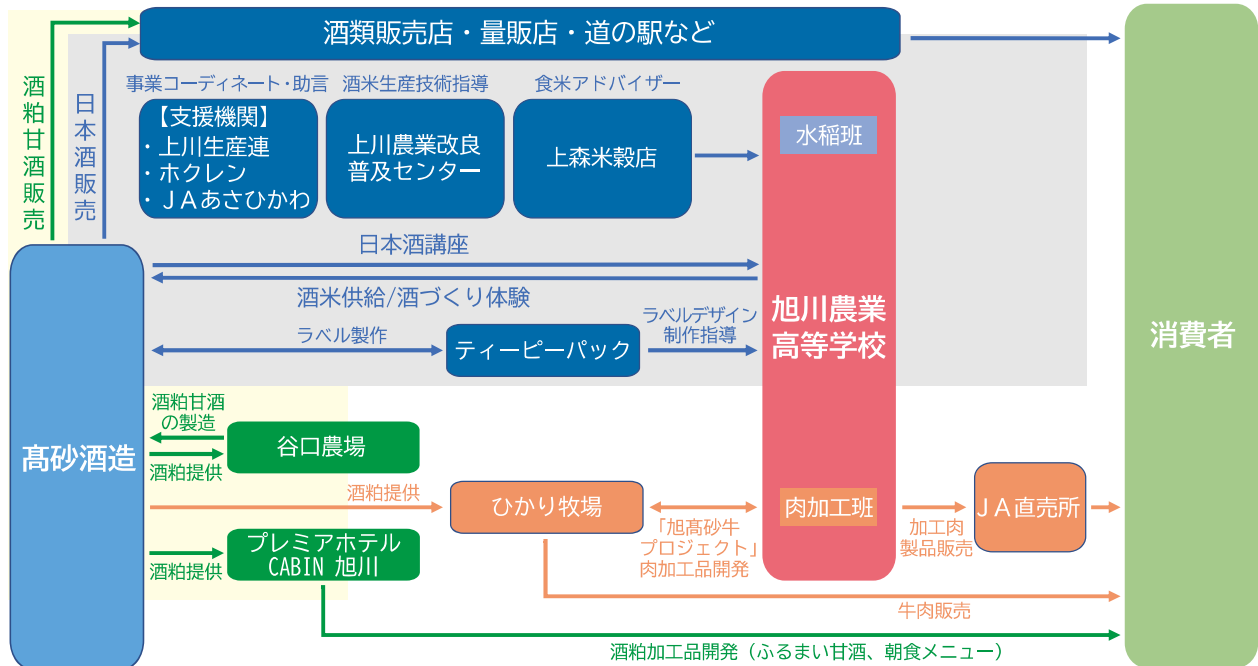 酒類販売店・量販店・道の駅など
酒粕甘酒販売
日本酒販売
事業コーディネート・助言
【支援機関】
・上川生産連
・ホクレン
・ＪＡあさひかわ
酒米生産技術指導
上川農業改良
普及センター
食米アドバイザー
上森米穀店
水稲班
日本酒講座
酒米供給/酒づくり体験
ラベル製作
ティーピーパック
ラベルデザイン
制作指導
旭川農業
高等学校
消費者
髙砂酒造
酒粕甘酒
の製造
酒粕提供
谷口農場
酒粕提供
ひかり牧場
「旭髙砂牛
プロジェクト」
肉加工品開発
肉加工班
加工肉
製品販売
ＪＡ直売所
酒粕提供
プレミアホテル
CABIN 旭川
牛肉販売
酒粕加工品開発（ふるまい甘酒、朝食メニュー）